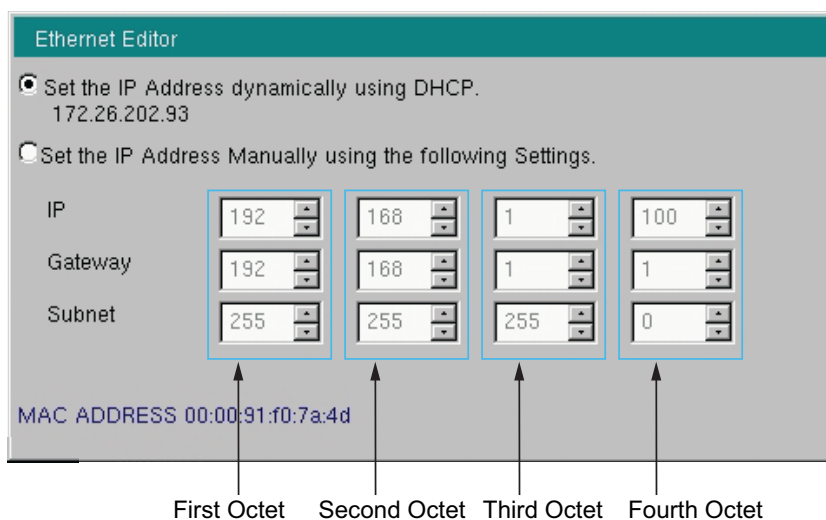 Ethernet Editor
Set the IP Address dynamically using DHCP.
172.26.202.93
Set the IP Address Manually using the following Settings.
IP 192 168 1 100
Gateway 192 168 1 1
Subnet 255 255 255 0
MAC ADDRESS 00:00:91:f0:7a:4d
First Octet Second Octet Third Octet Fourth Octet